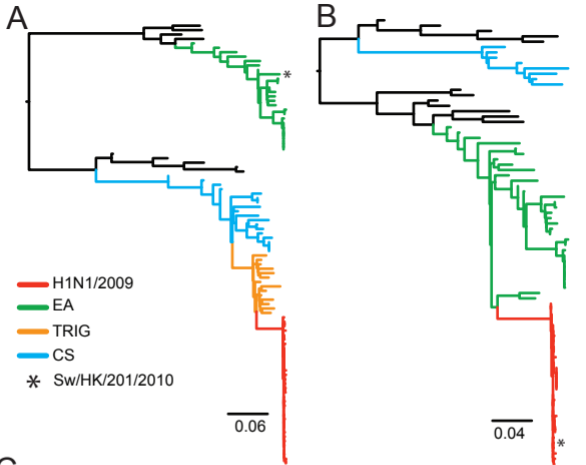 A
B
*
H1N1/2009
EA
TRIG
CS
* Sw/HK/201/2010
0.06
0.04
*